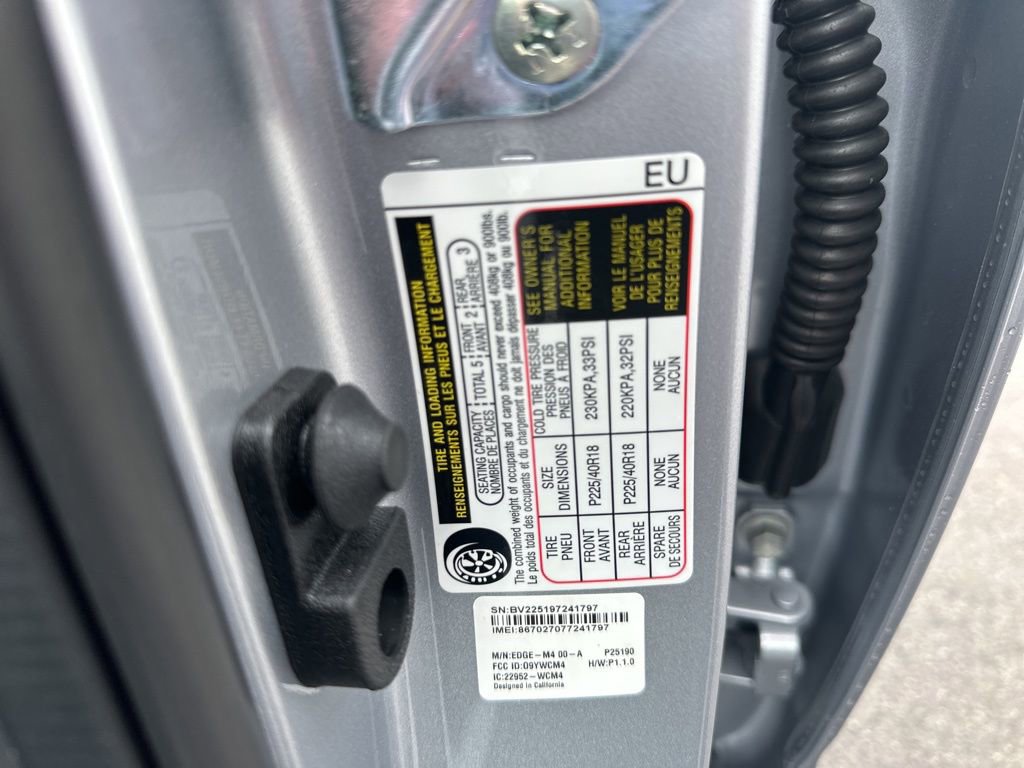 EU
TIRE AND LOADING INFORMATION
RENSEIGNEMENTS SUR LES PNEUS ET LE CHARGEMENT
SEATING CAPACITY
NOMBRE DE PLACES
TOTAL 5
FRONT
AVANT
2
REAR
ARRIÈRE
3
The combined weight of occupants and cargo should never exceed 408kg or 900lbs.
Le poids total des occupants et du chargement ne doit jamais dépasser 408kg ou 900lb.
TIRE
PNEU
SIZE
DIMENSIONS
COLD TIRE PRESSURE
PRESSION DES
PNEUS À FROID
SEE OWNER'S
MANUAL FOR
ADDITIONAL
INFORMATION
FRONT
AVANT
P225/40R18
230KPA,33PSI
REAR
ARRIÈRE
P225/40R18
220KPA,32PSI
VOIR LE MANUEL
DE L'USAGER
POUR PLUS DE
RENSEIGNEMENTS
SPARE
DE SECOURS
NONE
AUCUN
NONE
AUCUN
SN:BV225197241797
IMEI:867027077241797
M/N:EDGE-M4 00-A P25190
FCC ID:O9YWCM4 H/W:P1.1.0
IC:22952-WCM4
Designed in California